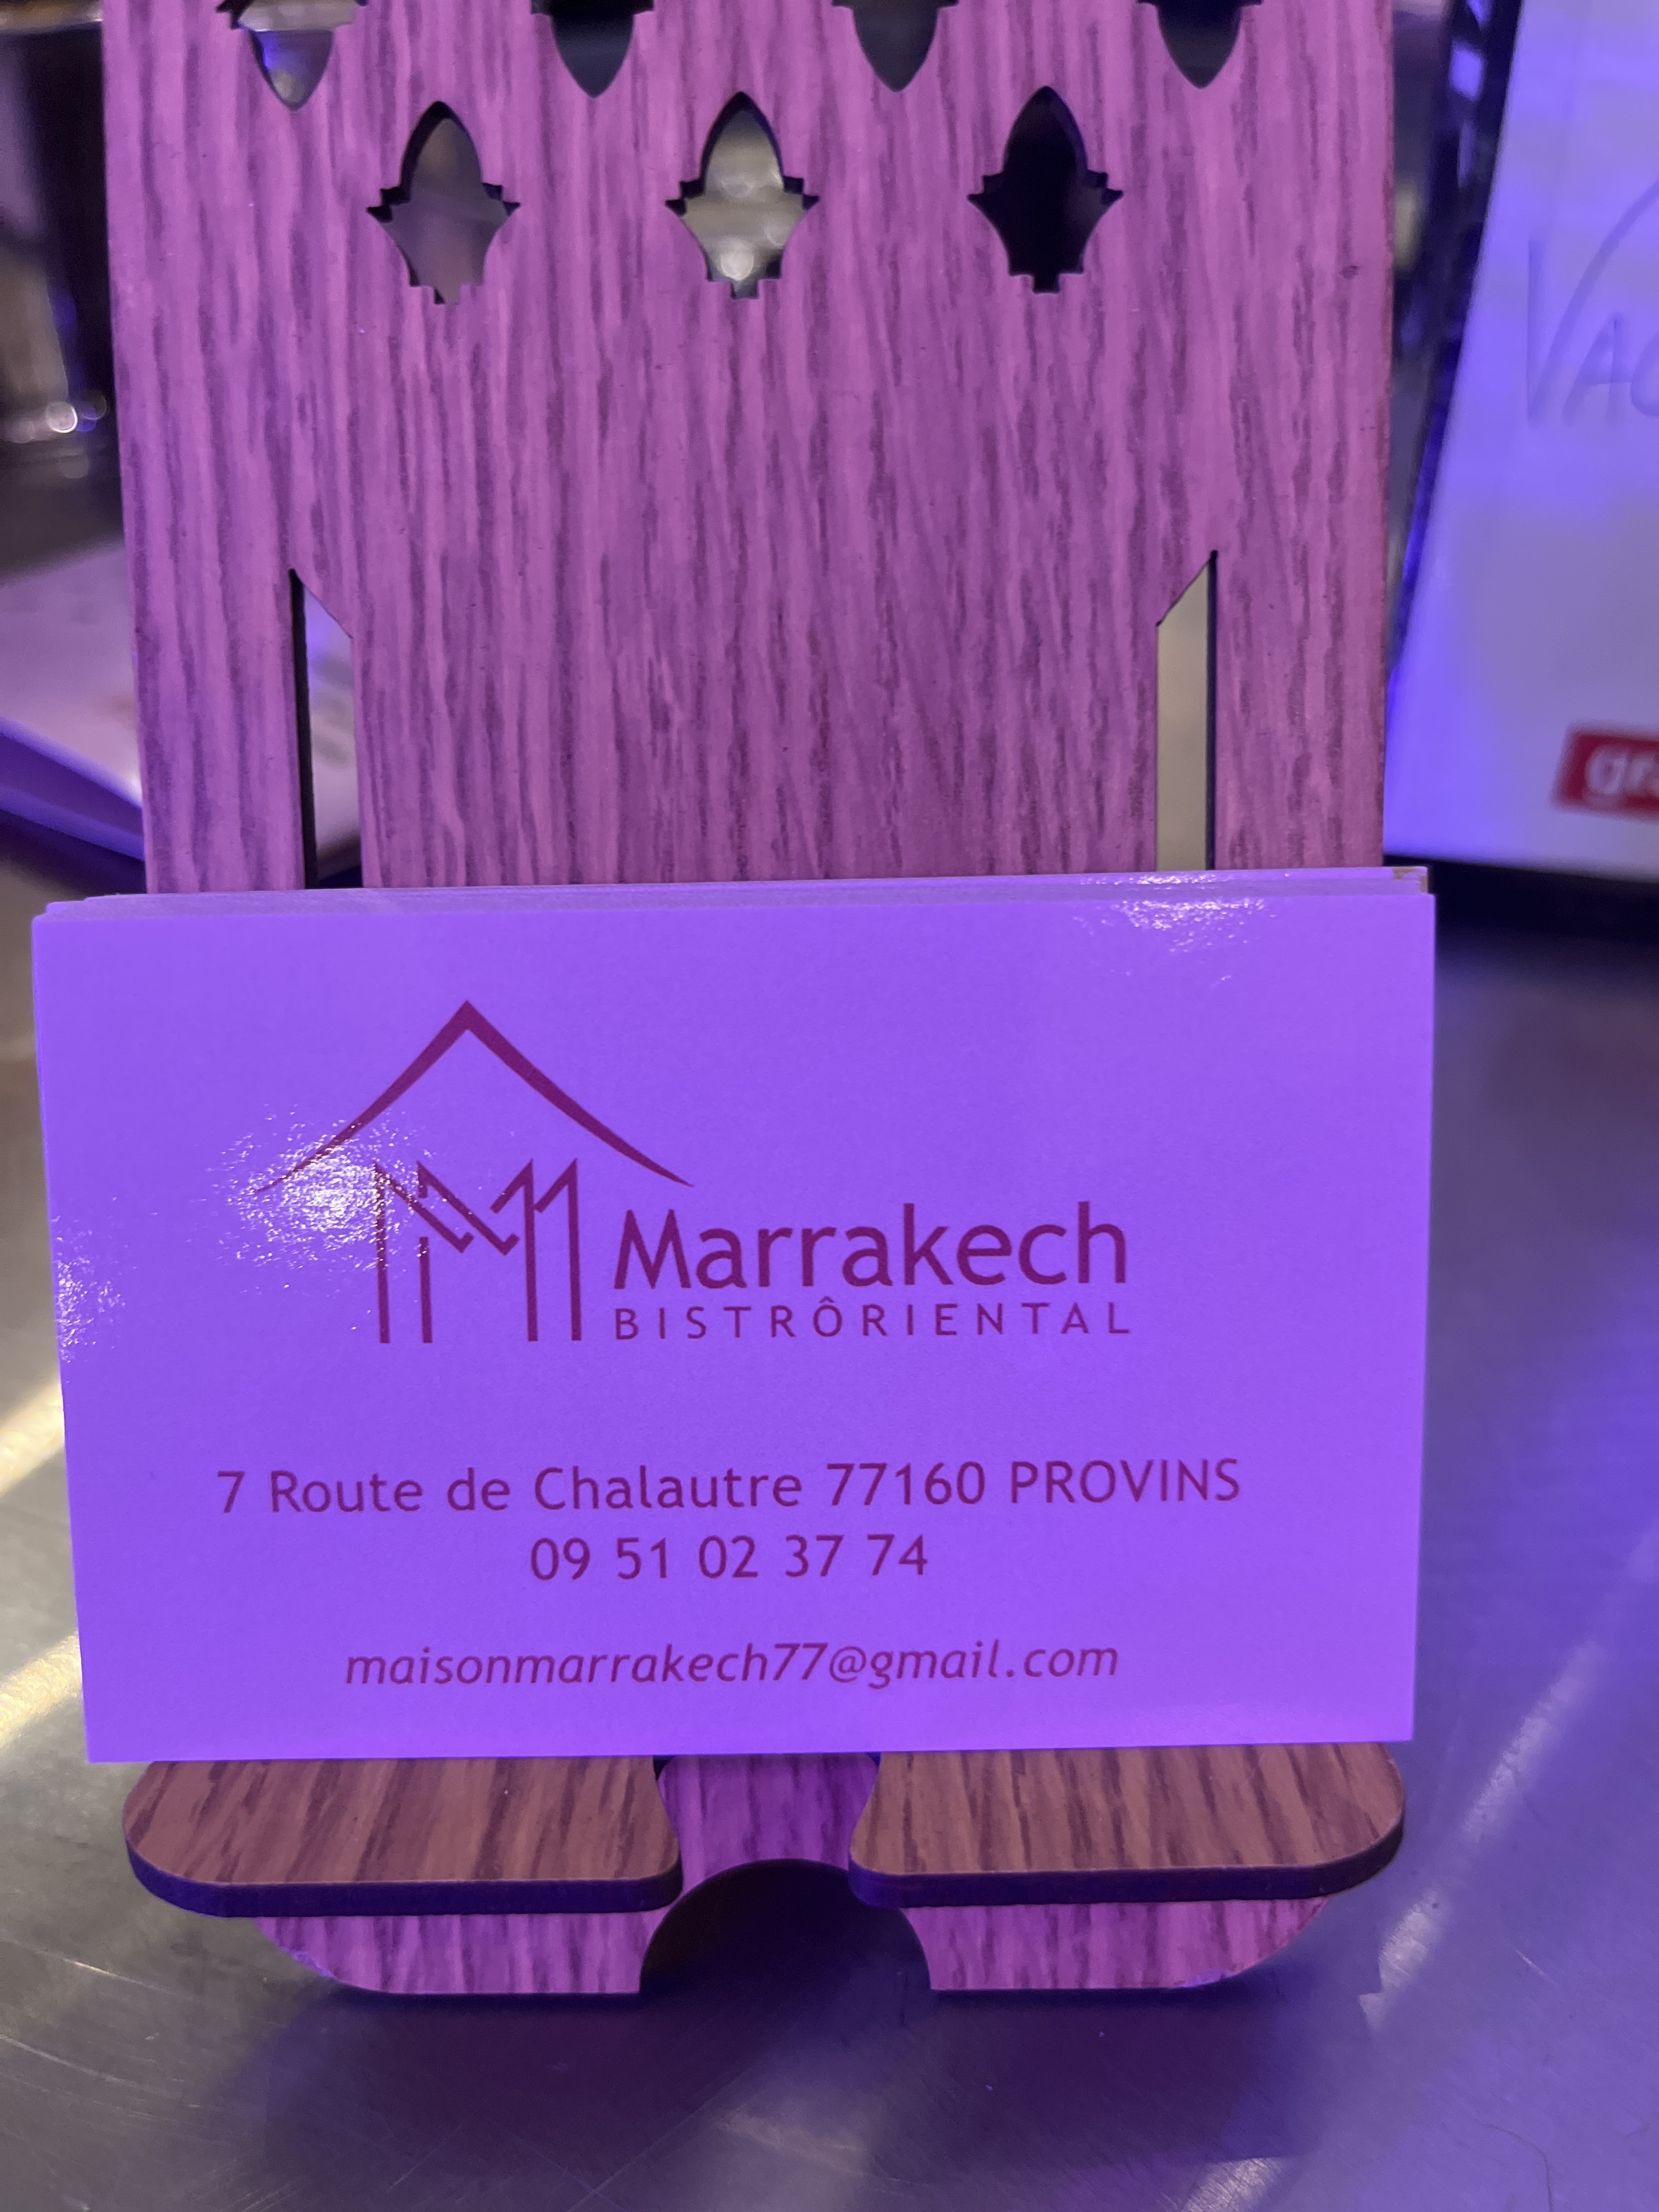 Marrakech
BISTRÔRIENTAL
7 Route de Chalautre 77160 PROVINS
09 51 02 37 74
maisonmarrakech77@gmail.com